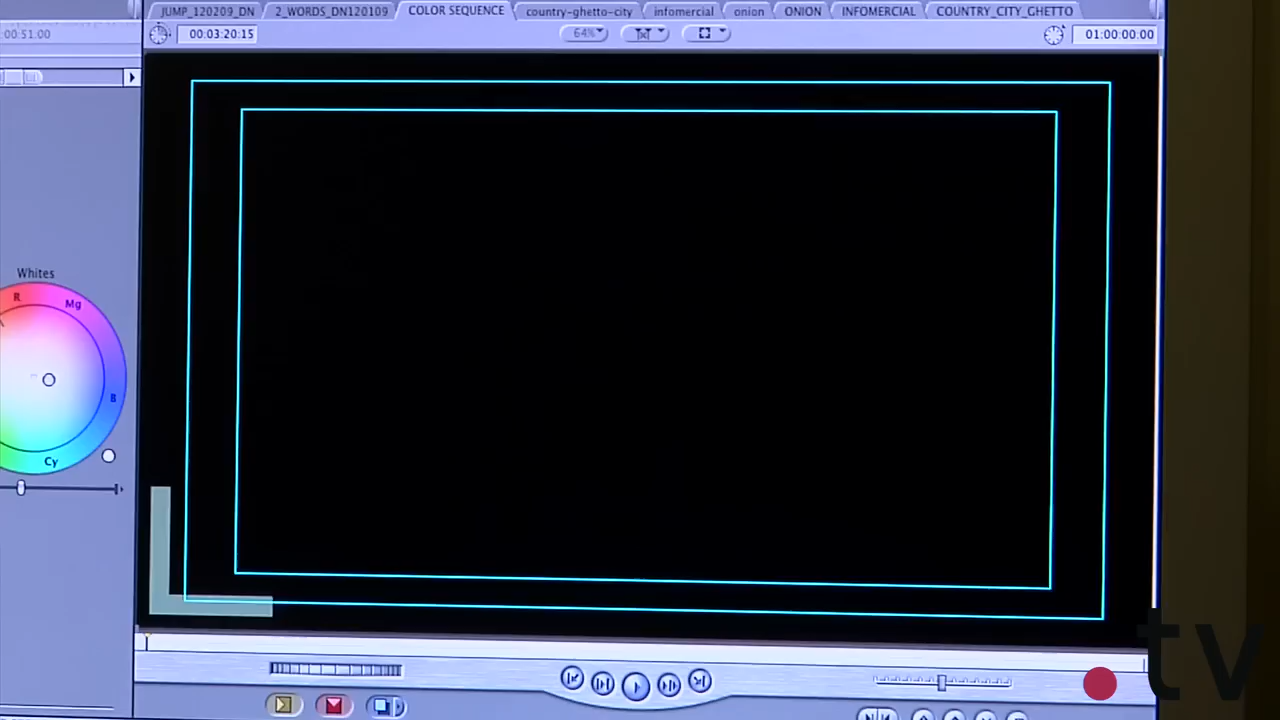 JUMP_120209_DN 2_WORDS_DN120109 COLOR SEQUENCE country-ghetto-city infomercial onion ONION INFOMERCIAL COUNTRY_CITY_GHETTO
:00:51.00 00:03:20:15 64% 01:00:00:00
Whites
R Mg
B
Cy
tv